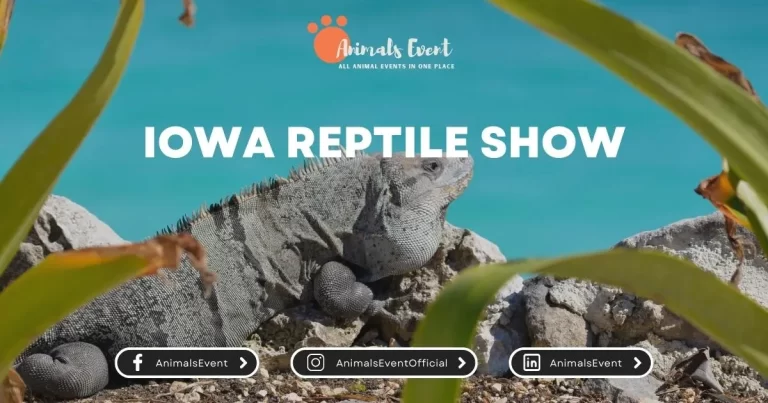 Animals Event
ALL ANIMAL EVENTS IN ONE PLACE
IOWA REPTILE SHOW
AnimalsEvent
AnimalsEventOfficial
AnimalsEvent